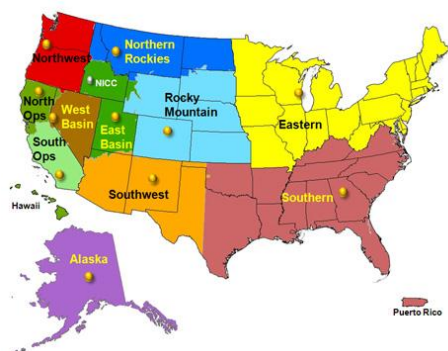 Northern
Rockies
Northwest
NICC
North
Ops
West
Basin
East
Basin
Rocky
Mountain
Eastern
South
Ops
Southwest
Southern
Hawaii
Alaska
Puerto Rico